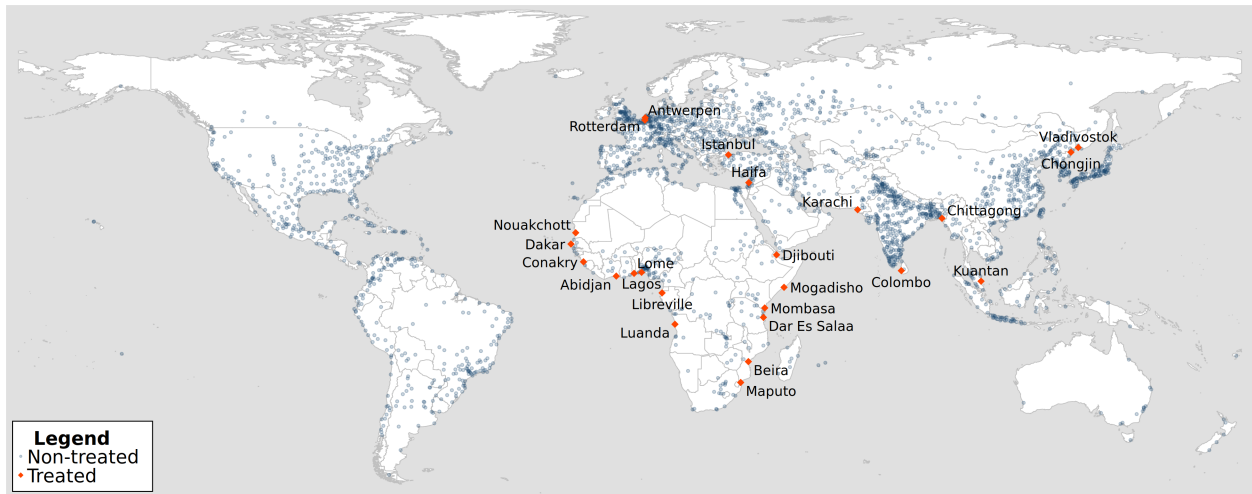 Antwerpen
Rotterdam
Istanbul
Haifa
Vladivostok
Chongjin
Karachi
Chittagong
Nouakchott
Dakar
Conakry
Lome
Abidjan
Lagos
Libreville
Luanda
Djibouti
Mogadisho
Mombasa
Dar Es Salaa
Beira
Maputo
Colombo
Kuantan
Legend
Non-treated
Treated